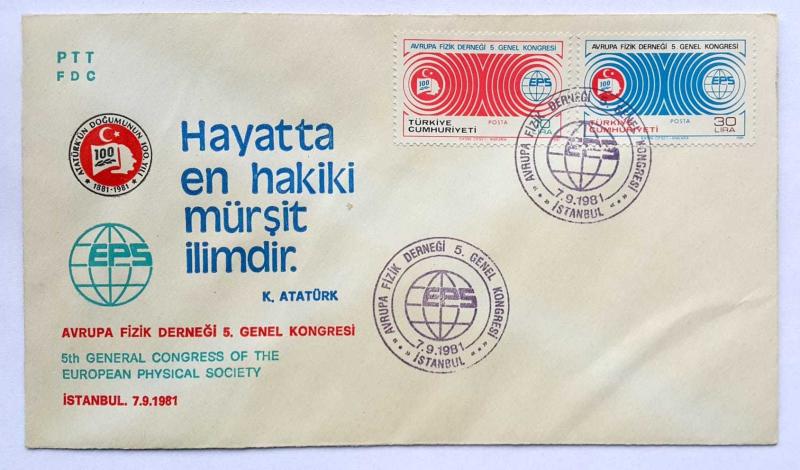 PTT
FDC
ATATÜRK'ÜN DOĞUMUNUN 100. YILI
100
1881-1981
Hayatta
en hakiki
mürşit
ilimdir.
K. ATATÜRK
EPS
AVRUPA FİZİK DERNEĞİ 5. GENEL KONGRESİ
5th GENERAL CONGRESS OF THE
EUROPEAN PHYSICAL SOCIETY
İSTANBUL. 7.9.1981
AVRUPA FİZİK DERNEĞİ 5. GENEL KONGRESİ
100
EPS
TÜRKİYE
CUMHURİYETİ
POSTA
LIRA
AVRUPA FİZİK DERNEĞİ 5. GENEL KONGRESİ
100
EPS
TÜRKİYE
CUMHURİYETİ
POSTA
30
LIRA
AVRUPA FİZİK DERNEĞİ 5. GENEL KONGRESİ
EPS
7.9.1981
İSTANBUL
AVRUPA FİZİK DERNEĞİ 5. GENEL KONGRESİ
EPS
7.9.1981
İSTANBUL